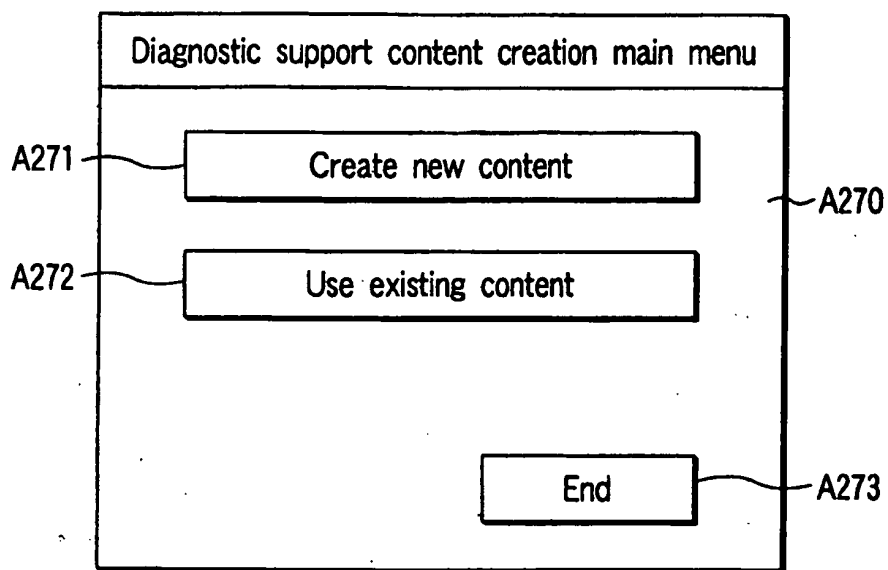 Diagnostic support content creation main menu
A271
Create new content
A270
A272
Use existing content
End
A273